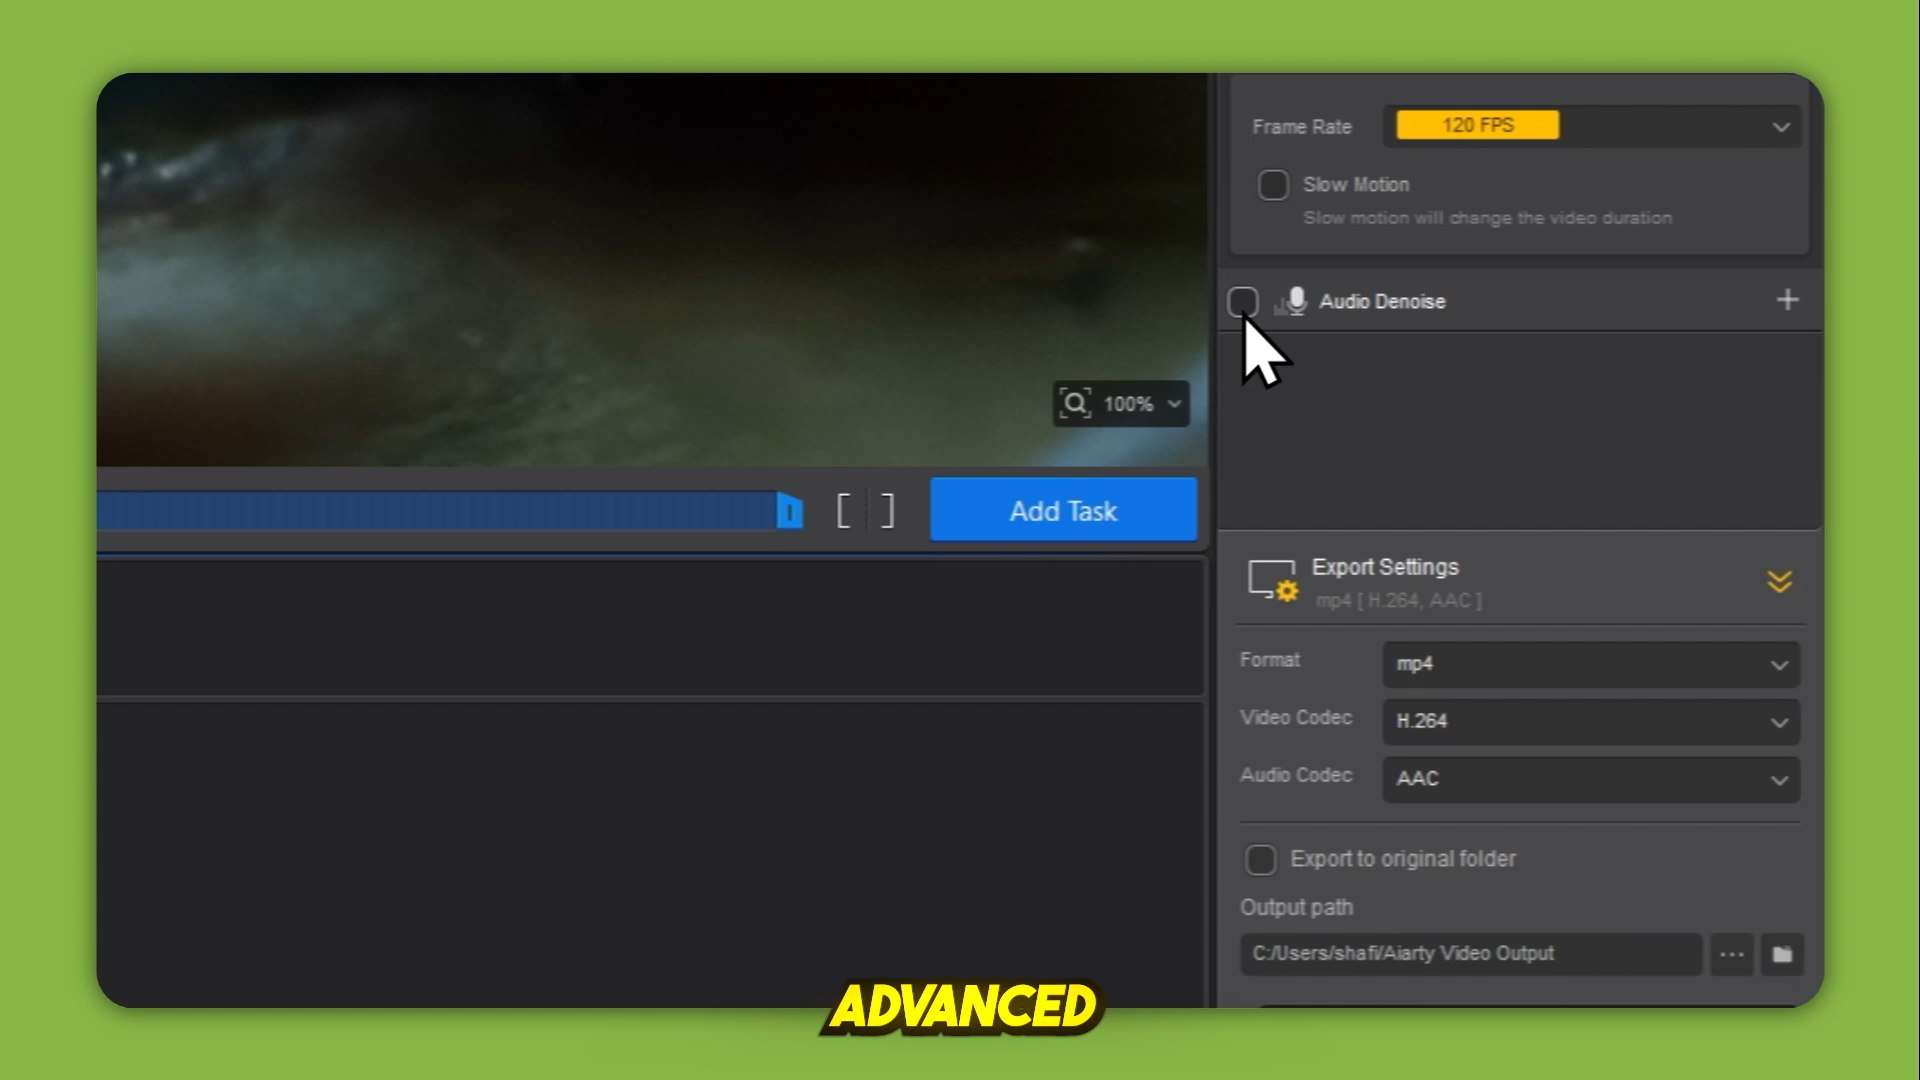 Frame Rate 120 FPS
Slow Motion
Slow motion will change the video duration
Audio Denoise
100%
[ ] Add Task
Export Settings
mp4 [ H.264, AAC ]
Format mp4
Video Codec H.264
Audio Codec AAC
Export to original folder
Output path
C:/Users/shafi/Aiarty Video Output ...
ADVANCED